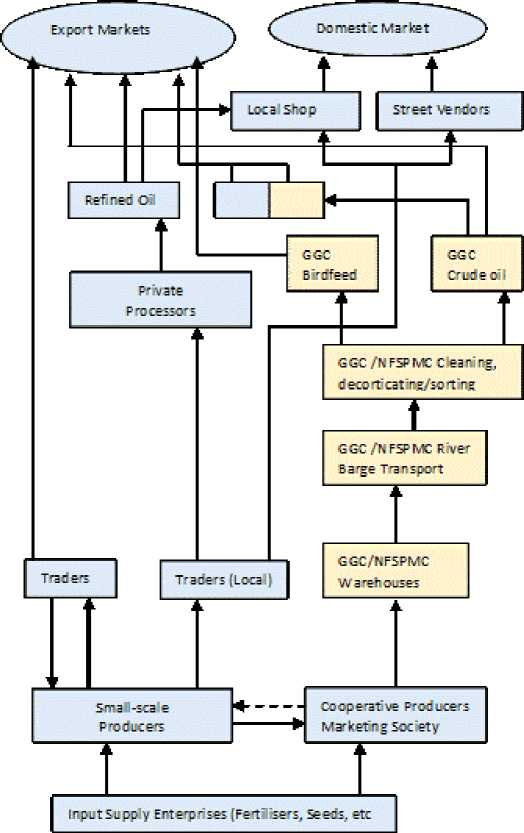 Export Markets
Domestic Market
Local Shop
Street Vendors
Refined Oil
GGC
Birdfeed
GGC
Crude oil
Private
Processors
GGC /NFSPMC Cleaning,
decorticating/sorting
GGC /NFSPMC River
Barge Transport
Traders
Traders (Local)
GGC/NFSPMC
Warehouses
Small-scale
Producers
Cooperative Producers
Marketing Society
Input Supply Enterprises (Fertilisers, Seeds, etc